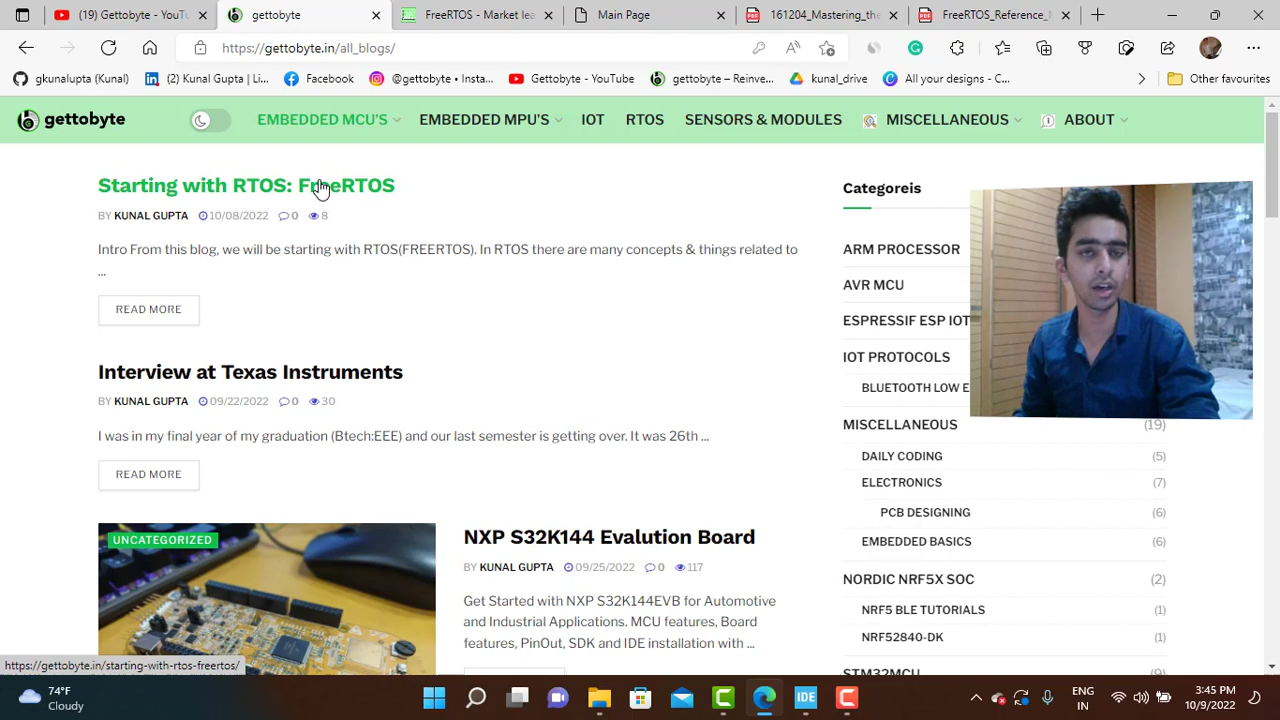 (19) Gettobyte - YouT
gettobyte
FreeRTOS - Market lea
Main Page
161204_Mastering_the
FreeRTOS_Reference_
https://gettobyte.in/all_blogs/
gkunalupta (Kunal)
(2) Kunal Gupta | Li...
Facebook
@gettobyte • Insta...
Gettobyte - YouTube
gettobyte – Reinve...
kunal_drive
All your designs - C...
Other favourites
gettobyte
EMBEDDED MCU'S
EMBEDDED MPU'S
IOT
RTOS
SENSORS & MODULES
MISCELLANEOUS
ABOUT
Starting with RTOS: FreeRTOS
BY KUNAL GUPTA 10/08/2022 0 8
Intro From this blog, we will be starting with RTOS(FREERTOS). In RTOS there are many concepts & things related to
...
READ MORE
Interview at Texas Instruments
BY KUNAL GUPTA 09/22/2022 0 30
I was in my final year of my graduation (Btech:EEE) and our last semester is getting over. It was 26th ...
READ MORE
UNCATEGORIZED
NXP S32K144 Evalution Board
BY KUNAL GUPTA 09/25/2022 0 117
Get Started with NXP S32K144EVB for Automotive
and Industrial Applications. MCU features, Board
features, PinOut, SDK and IDE installation with ...
Categoreis
ARM PROCESSOR
AVR MCU
ESPRESSIF ESP IOT
IOT PROTOCOLS
BLUETOOTH LOW E
MISCELLANEOUS (19)
DAILY CODING (5)
ELECTRONICS (7)
PCB DESIGNING (6)
EMBEDDED BASICS (6)
NORDIC NRF5X SOC (2)
NRF5 BLE TUTORIALS (1)
NRF52840-DK (1)
STM32MCU (9)
https://gettobyte.in/starting-with-rtos-freertos/
74°F
Cloudy
IDE
ENG
IN
3:45 PM
10/9/2022